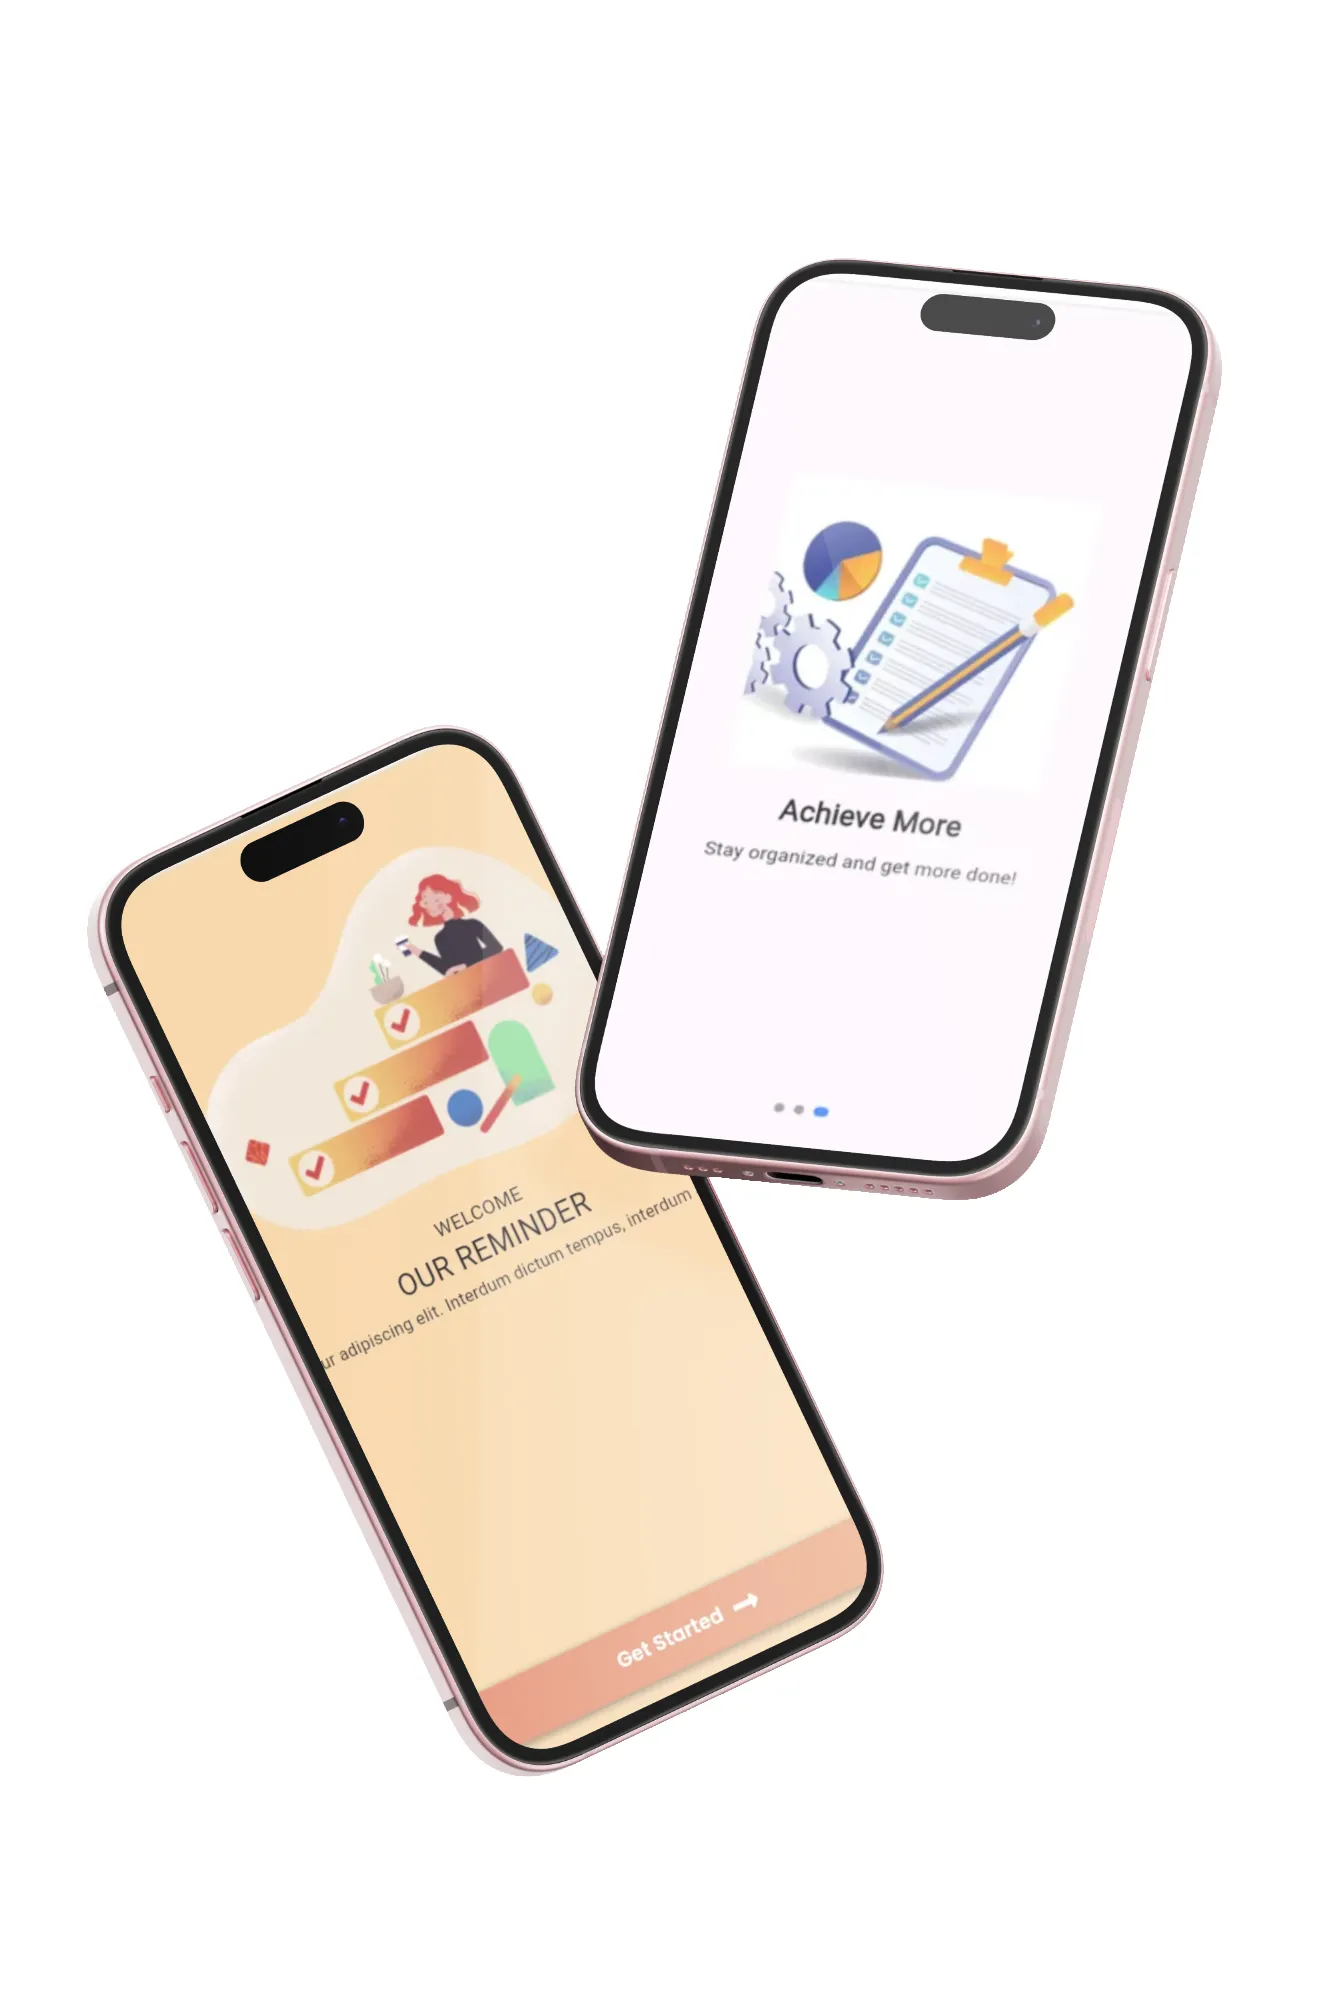 Achieve More
Stay organized and get more done!
WELCOME
OUR REMINDER
adipiscing elit. Interdum dictum tempus, interdum
Get Started